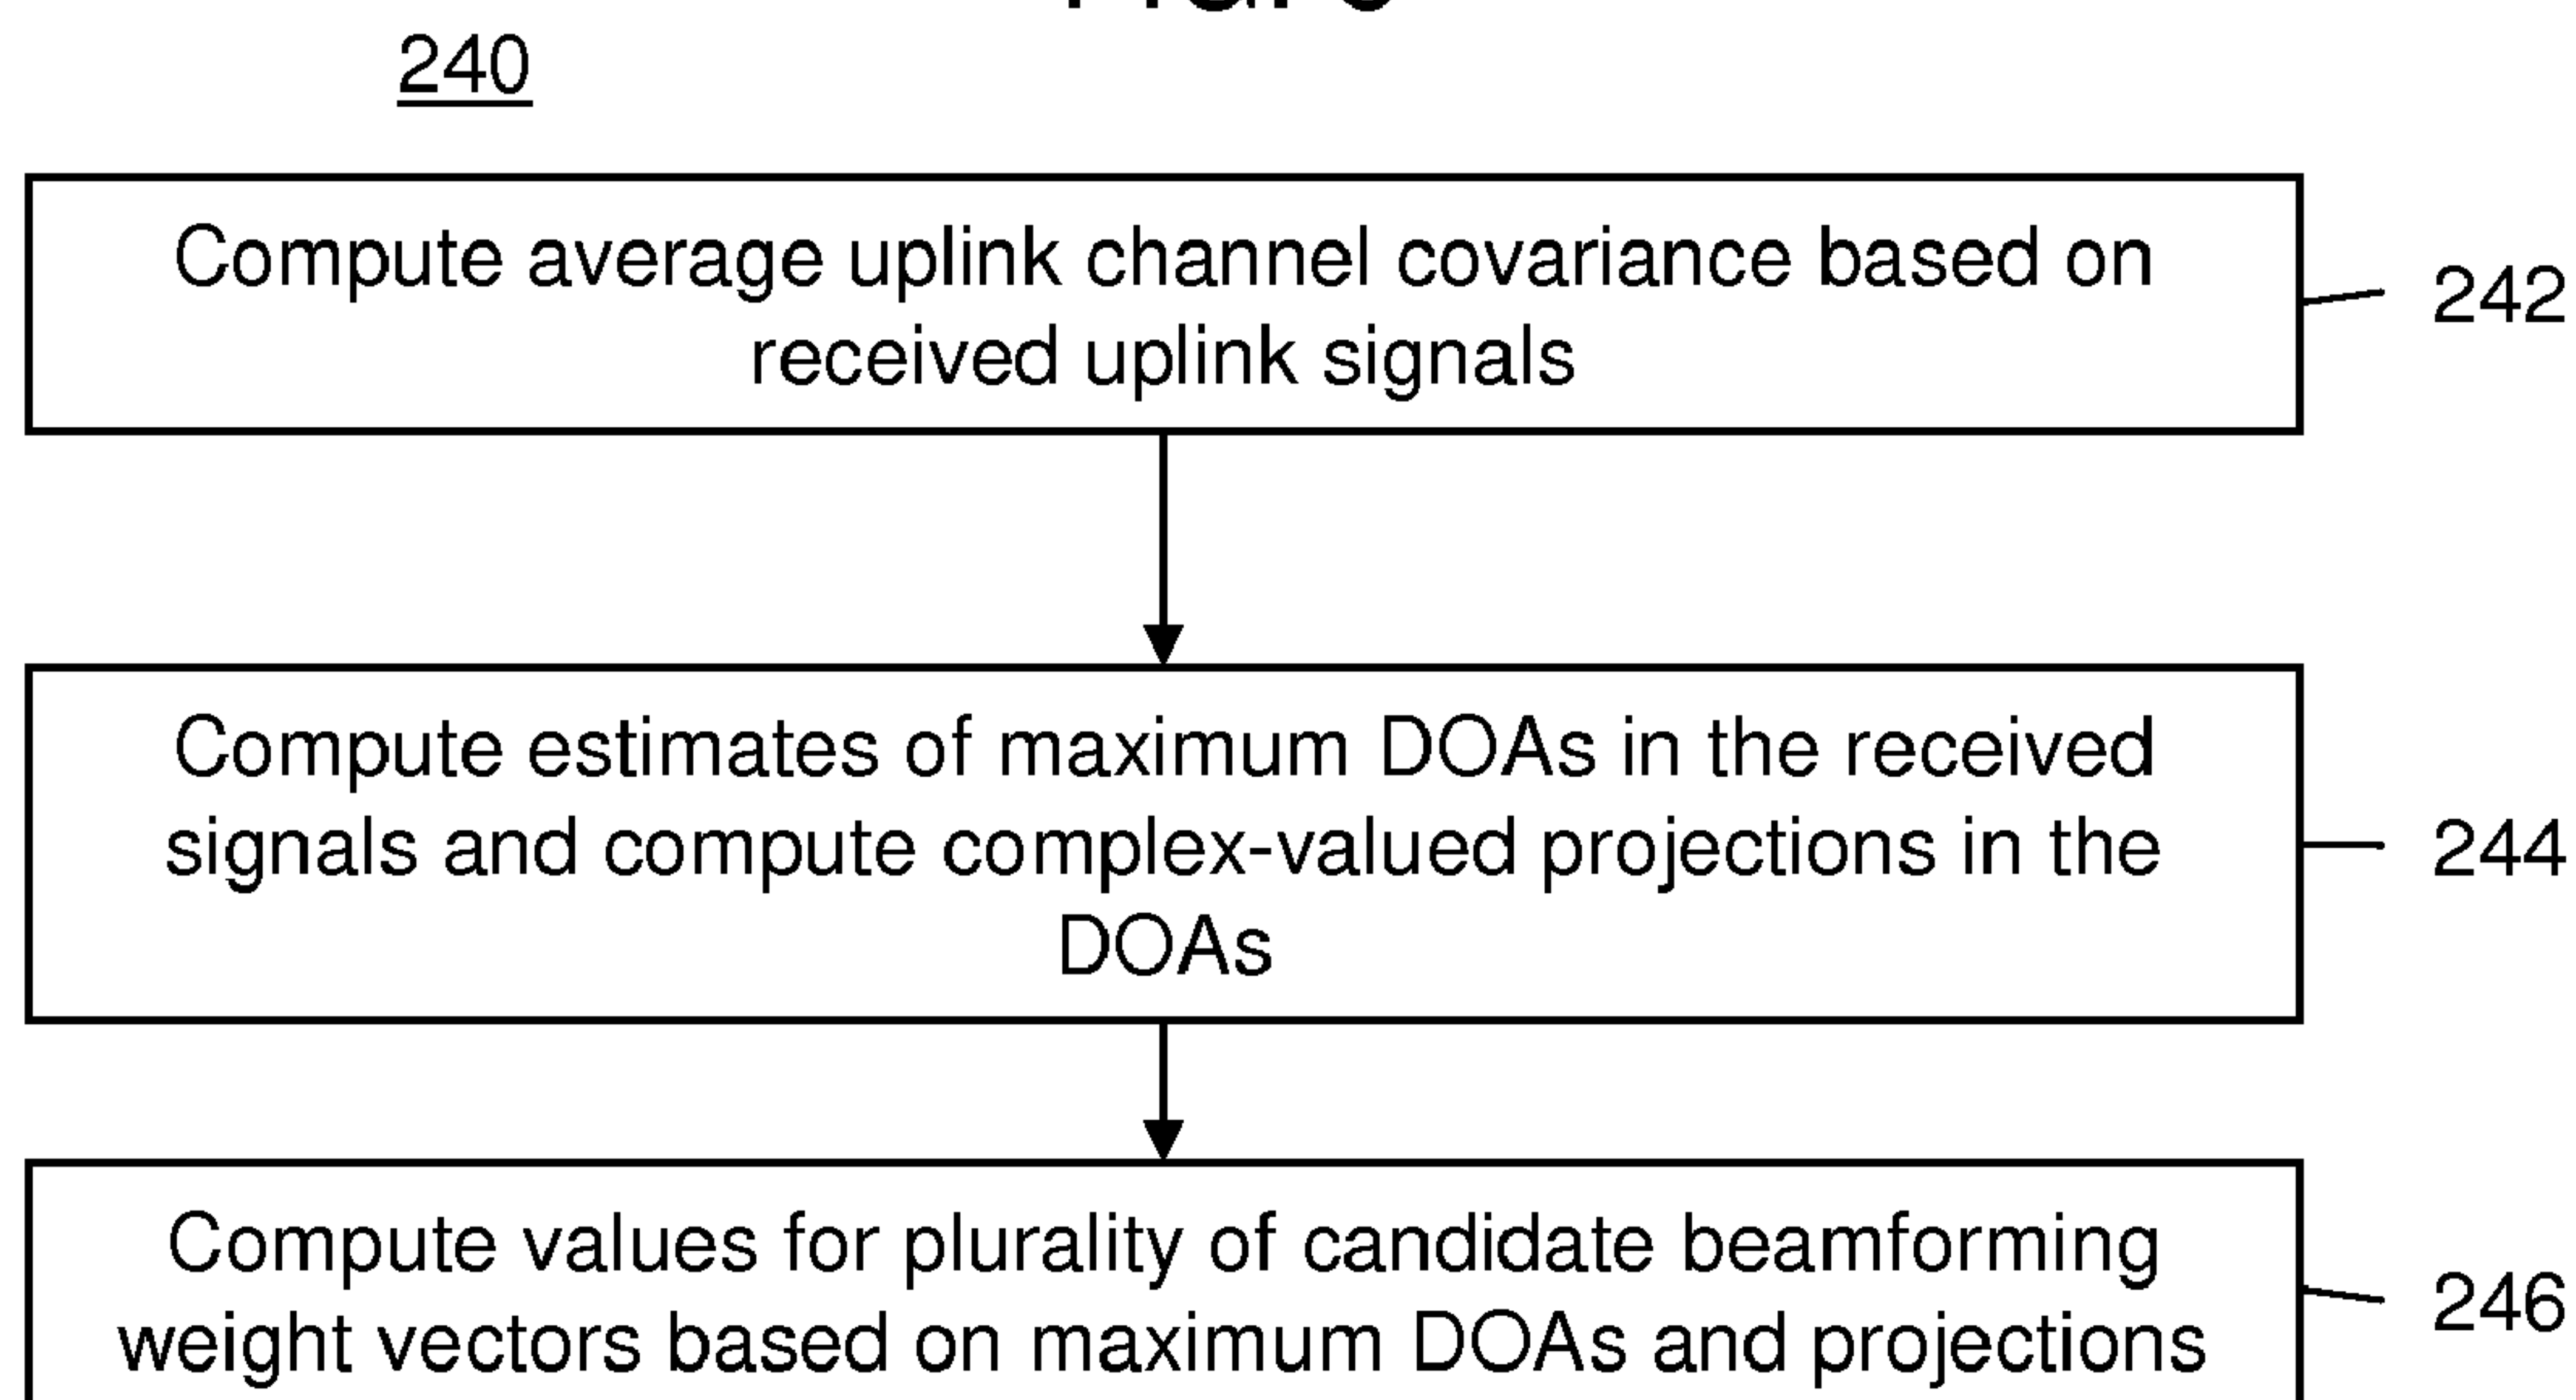 240
Compute average uplink channel covariance based on
received uplink signals
242
Compute estimates of maximum DOAs in the received
signals and compute complex-valued projections in the
DOAs
244
Compute values for plurality of candidate beamforming
weight vectors based on maximum DOAs and projections
246